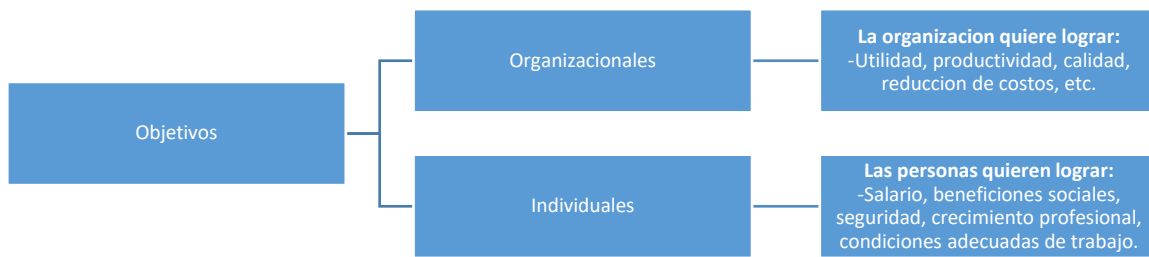 Objetivos
Organizacionales
La organizacion quiere lograr:
-Utilidad, productividad, calidad,
reduccion de costos, etc.
Individuales
Las personas quieren lograr:
-Salario, beneficiones sociales,
seguridad, crecimiento profesional,
condiciones adecuadas de trabajo.